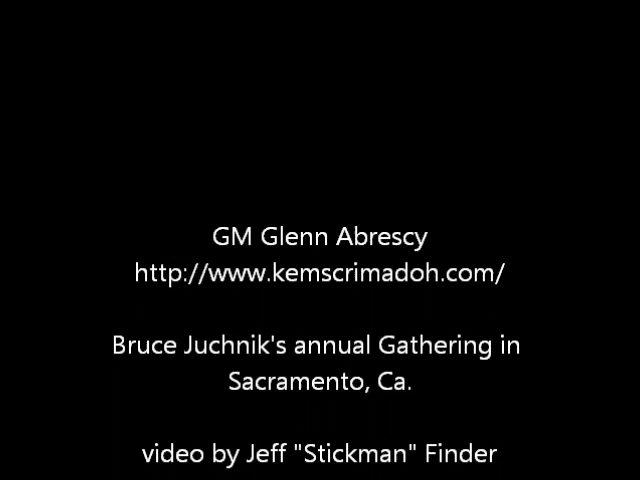 GM Glenn Abrescy
http://www.kemscrimadoh.com/
Bruce Juchnik's annual Gathering in
Sacramento, Ca.
video by Jeff "Stickman" Finder